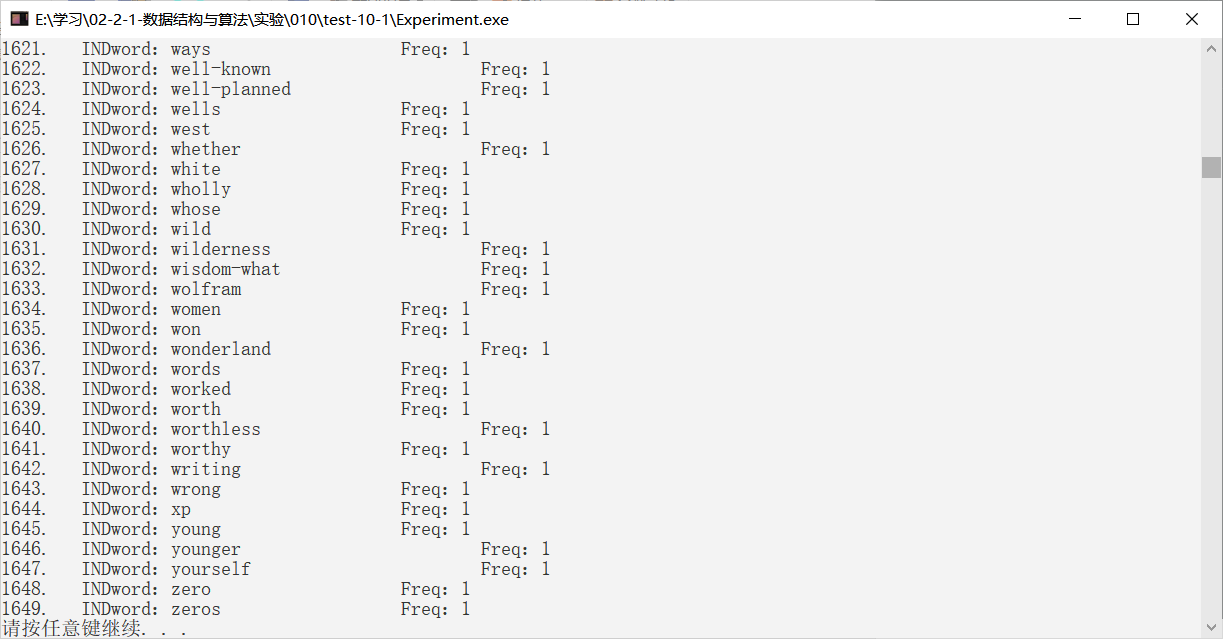 E:\学习\02-2-1-数据结构与算法\实验\010\test-10-1\Experiment.exe
1621. INDword: ways Freq: 1
1622. INDword: well-known Freq: 1
1623. INDword: well-planned Freq: 1
1624. INDword: wells Freq: 1
1625. INDword: west Freq: 1
1626. INDword: whether Freq: 1
1627. INDword: white Freq: 1
1628. INDword: wholly Freq: 1
1629. INDword: whose Freq: 1
1630. INDword: wild Freq: 1
1631. INDword: wilderness Freq: 1
1632. INDword: wisdom-what Freq: 1
1633. INDword: wolfram Freq: 1
1634. INDword: women Freq: 1
1635. INDword: won Freq: 1
1636. INDword: wonderland Freq: 1
1637. INDword: words Freq: 1
1638. INDword: worked Freq: 1
1639. INDword: worth Freq: 1
1640. INDword: worthless Freq: 1
1641. INDword: worthy Freq: 1
1642. INDword: writing Freq: 1
1643. INDword: wrong Freq: 1
1644. INDword: xp Freq: 1
1645. INDword: young Freq: 1
1646. INDword: younger Freq: 1
1647. INDword: yourself Freq: 1
1648. INDword: zero Freq: 1
1649. INDword: zeros Freq: 1
请按任意键继续. . .